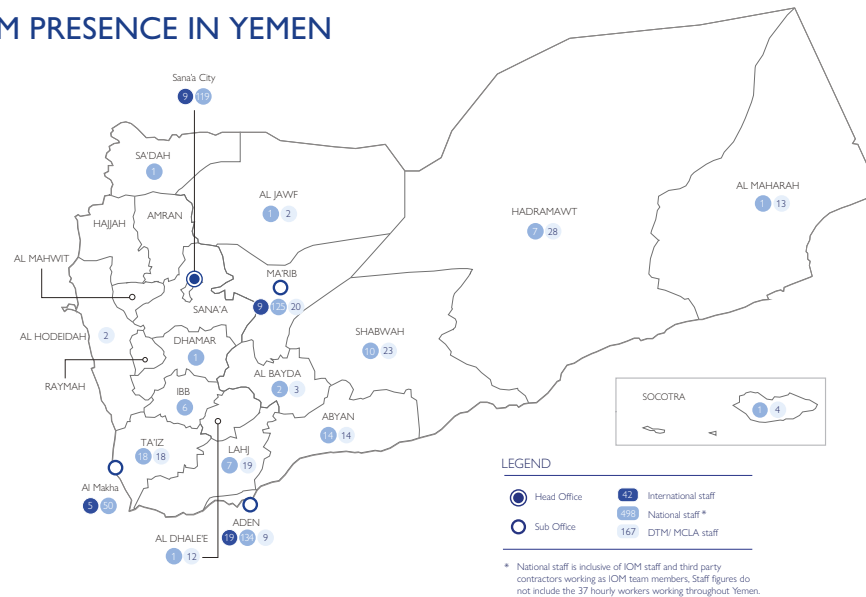 M PRESENCE IN YEMEN
Sana'a City
9 119
SA'DAH
1
AL JAWF
1 2
AMRAN
HAJJAH
AL MAHARAH
1 13
HADRAMAWT
7 28
AL MAHWIT
MA'RIB
9 125 20
SANA'A
AL HODEIDAH 2
DHAMAR
1
SHABWAH
10 23
RAYMAH
AL BAYDA
2 3
IBB
6
SOCOTRA
1 4
ABYAN
14 14
TA'IZ
18 18
LAHJ
7 19
Al Makha
5 50
ADEN
19 134 9
AL DHALE'E
1 12
LEGEND
Head Office
Sub Office
42 International staff
498 National staff *
167 DTM/ MCLA staff
* National staff is inclusive of IOM staff and third party
contractors working as IOM team members, Staff figures do
not include the 37 hourly workers working throughout Yemen.